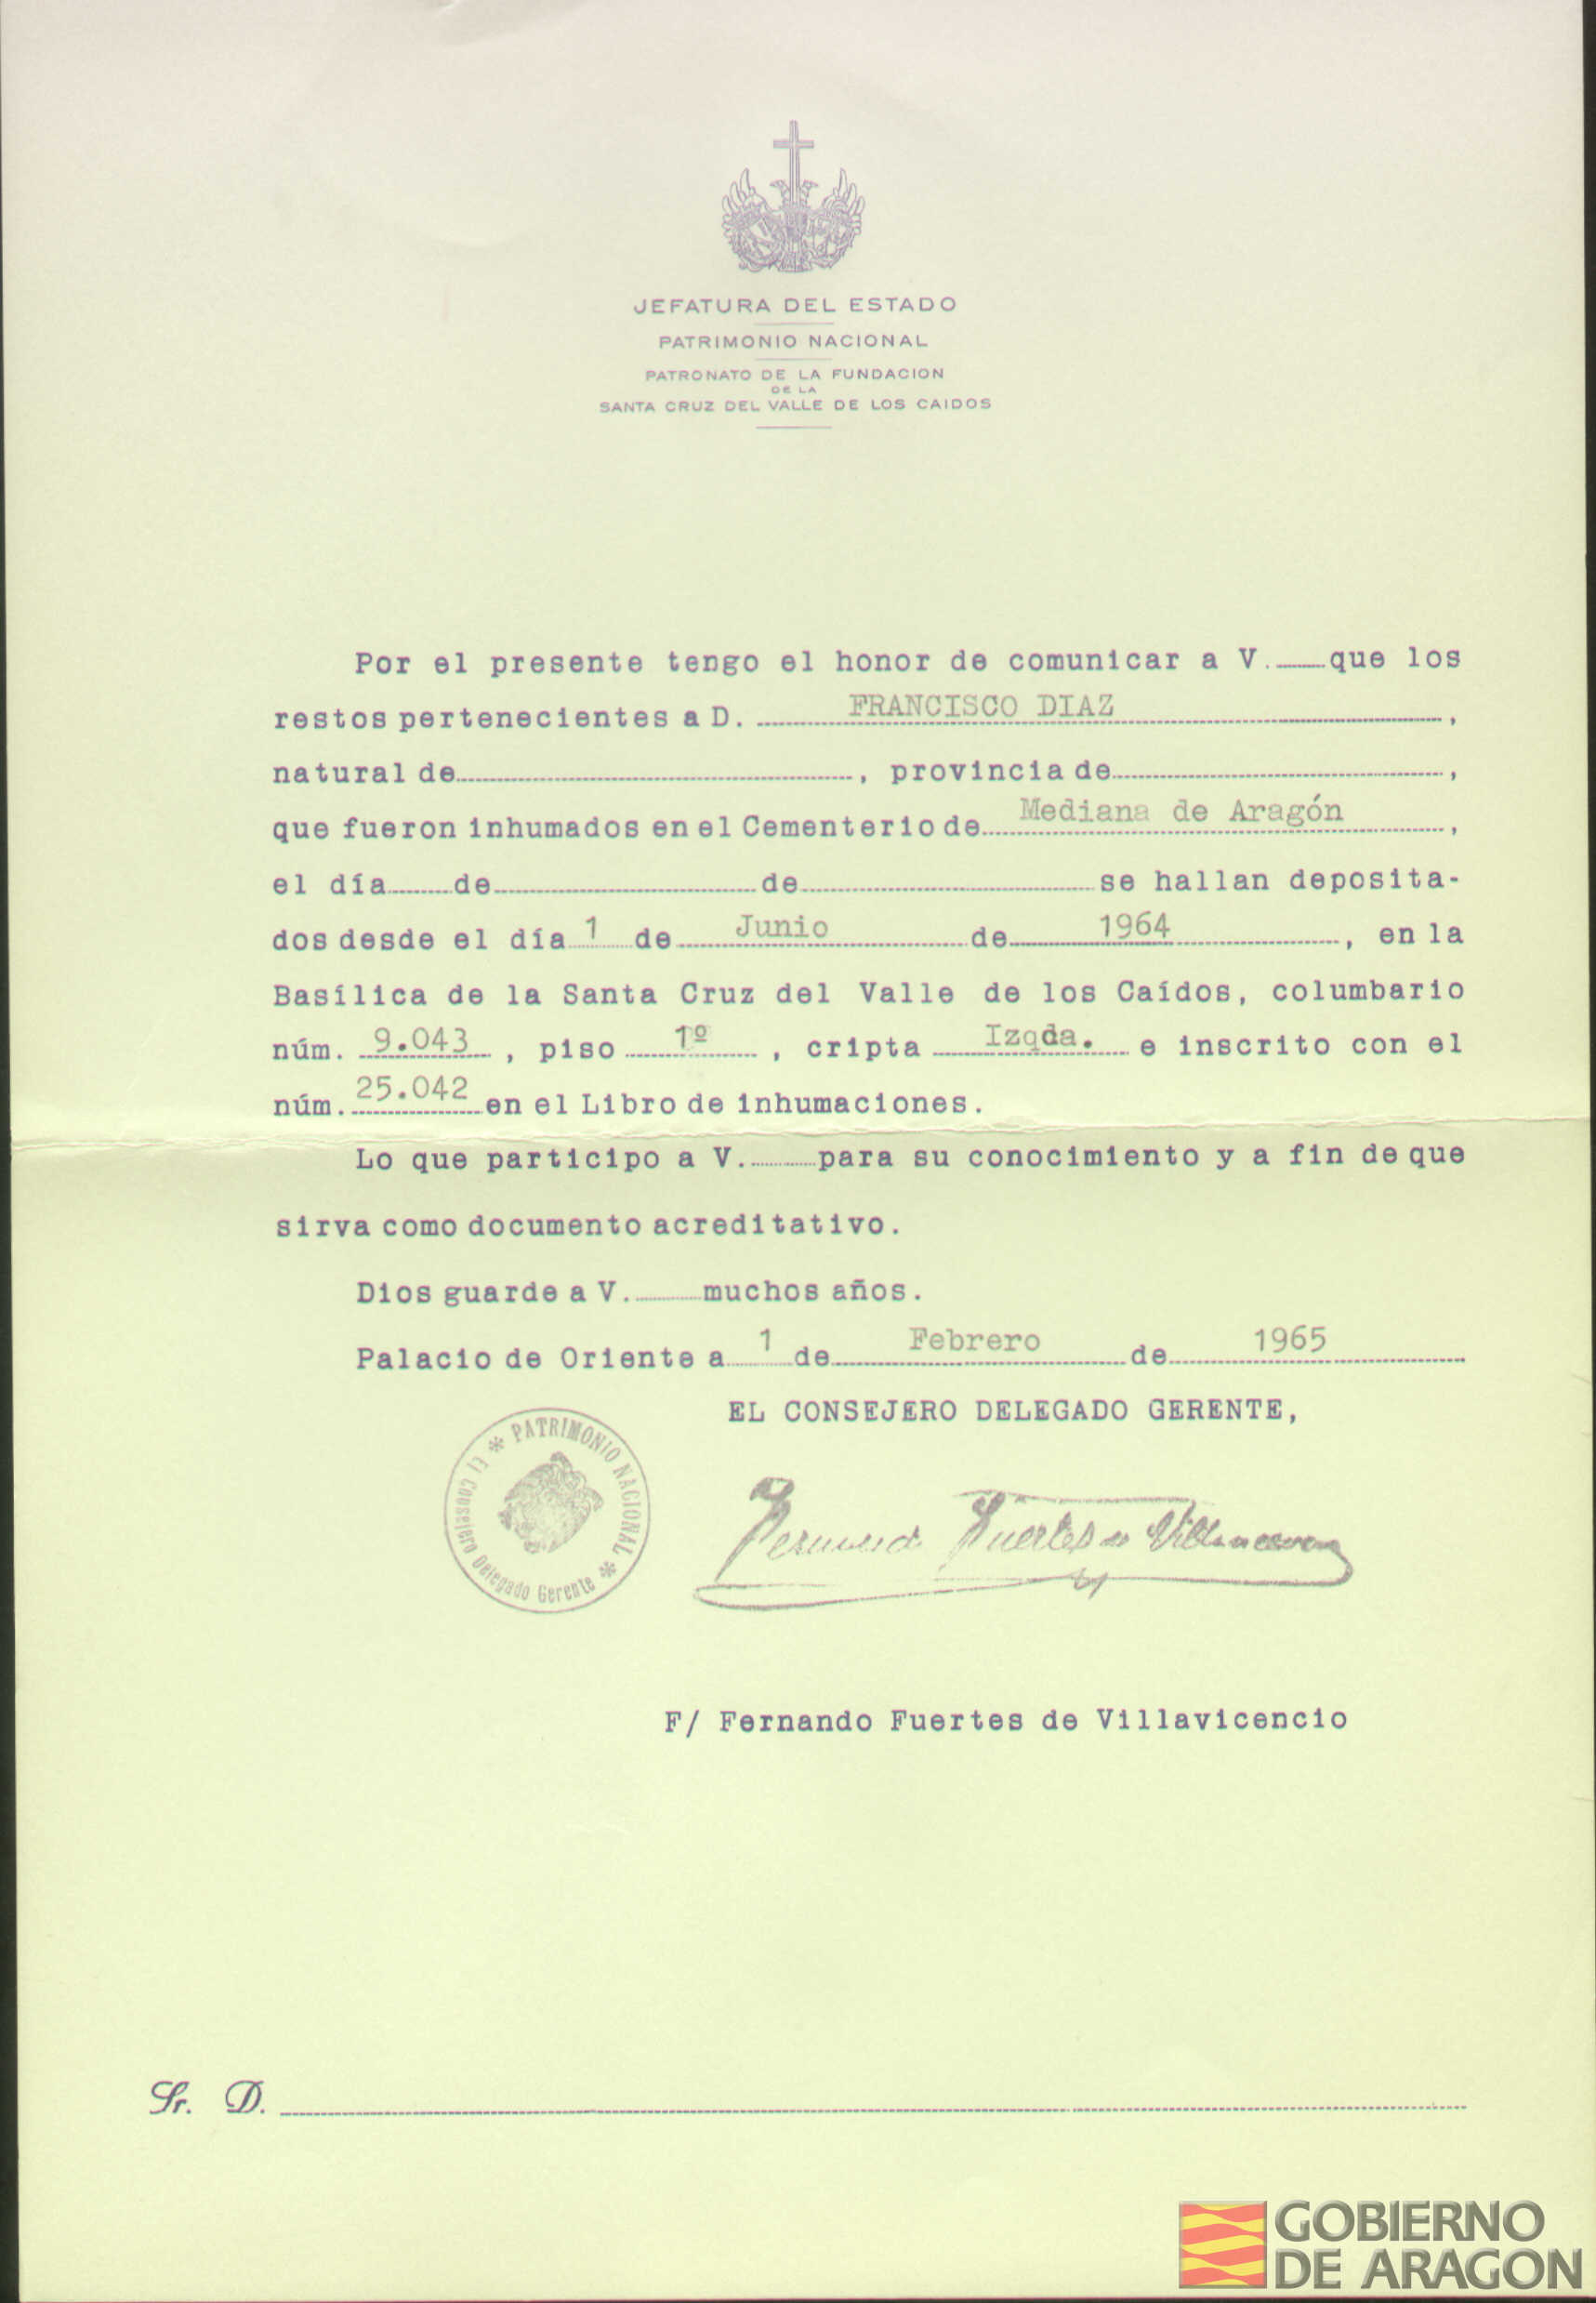 JEFATURA DEL ESTADO
PATRIMONIO NACIONAL
PATRONATO DE LA FUNDACION
DE LA
SANTA CRUZ DEL VALLE DE LOS CAIDOS
Por el presente tengo el honor de comunicar a V. que los
restos pertenecientes a D. FRANCISCO DIAZ,
natural de , provincia de ,
que fueron inhumados en el Cementerio de Mediana de Aragón,
el día de de se hallan deposita-
dos desde el día 1 de Junio de 1964, en la
Basílica de la Santa Cruz del Valle de los Caídos, columbario
núm. 9.043, piso 1º, cripta Izqda. e inscrito con el
núm. 25.042 en el Libro de inhumaciones.
Lo que participo a V. para su conocimiento y a fin de que
sirva como documento acreditativo.
Dios guarde a V. muchos años.
Palacio de Oriente a 1 de Febrero de 1965
EL CONSEJERO DELEGADO GERENTE,
* PATRIMONIO NACIONAL *
El Consejero Delegado Gerente
F/ Fernando Fuertes de Villavicencio
Sr. D.
GOBIERNO
DE ARAGON